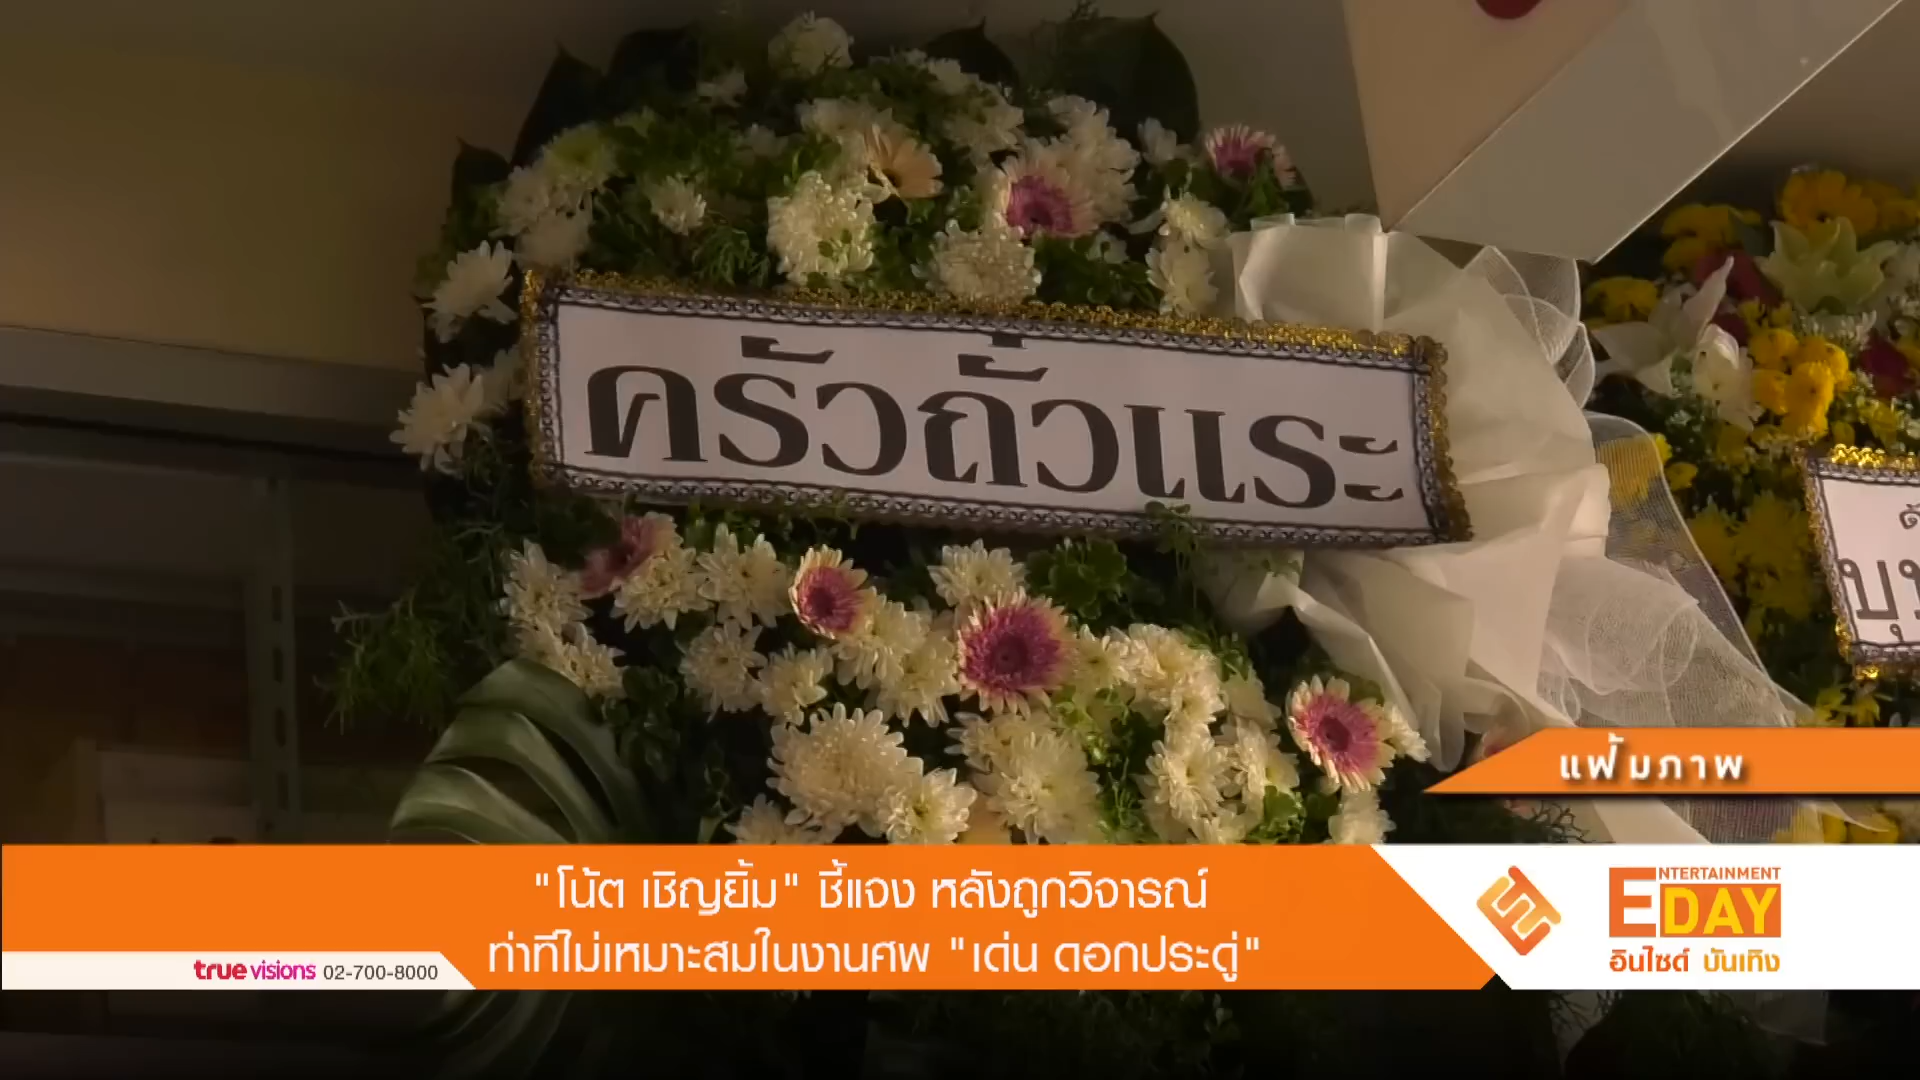 ครัวถั่วแระ
แฟ้มภาพ
"โน้ต เชิญยิ้ม" ชี้แจง หลังถูกวิจารณ์
ท่าทีไม่เหมาะสมในงานศพ "เด่น ดอกประดู่"
truevisions 02-700-8000
ENTERTAINMENT
EDAY
อินไซด์ บันเทิง